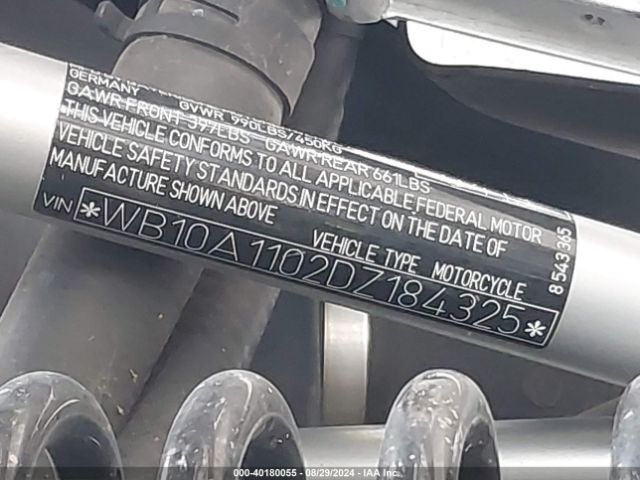 GERMANY GVWR 990LBS/450KG
GAWR FRONT 397LBS GAWR REAR 661LBS
THIS VEHICLE CONFORMS TO ALL APPLICABLE FEDERAL MOTOR
VEHICLE SAFETY STANDARDS IN EFFECT ON THE DATE OF
MANUFACTURE SHOWN ABOVE
VEHICLE TYPE MOTORCYCLE
VIN *WB10A1102DZ184325*
8543365
000-40180055 - 08/29/2024 - IAA Inc.